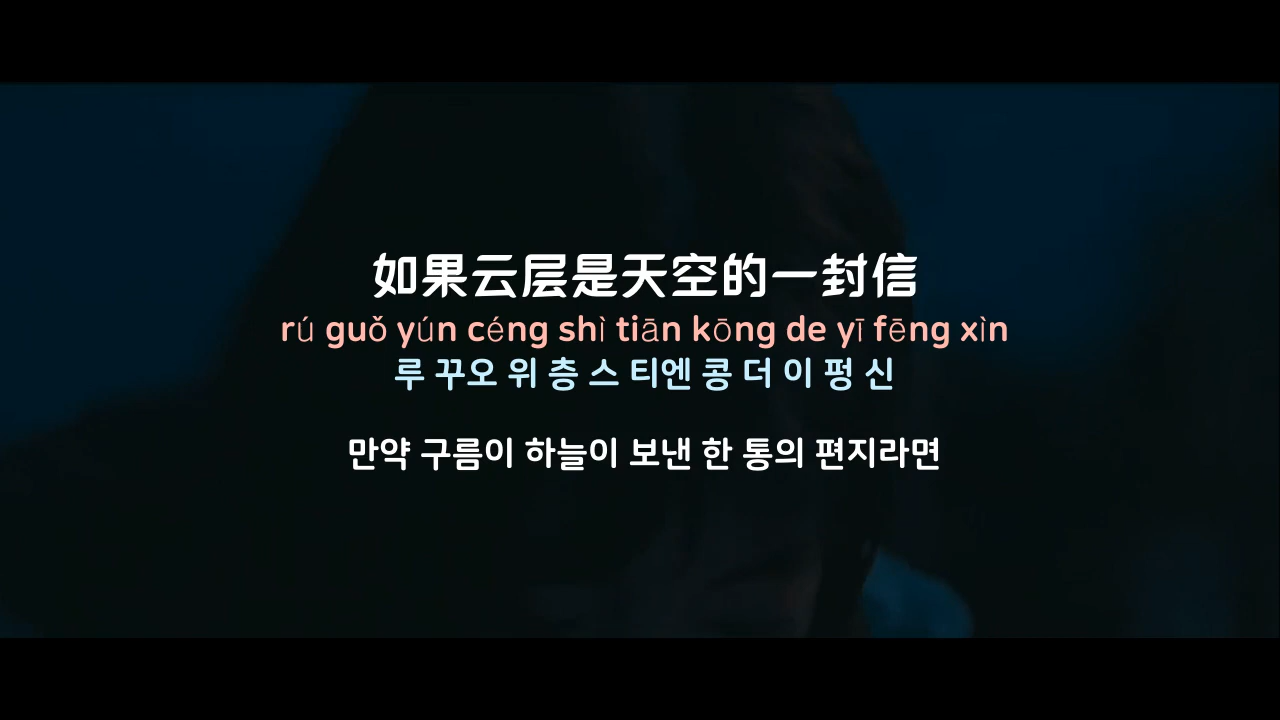 如果云层是天空的一封信
rú guǒ yún céng shì tiān kōng de yī fēng xìn
루 꾸오 위 층 스 티엔 콩 더 이 펑 신
만약 구름이 하늘이 보낸 한 통의 편지라면